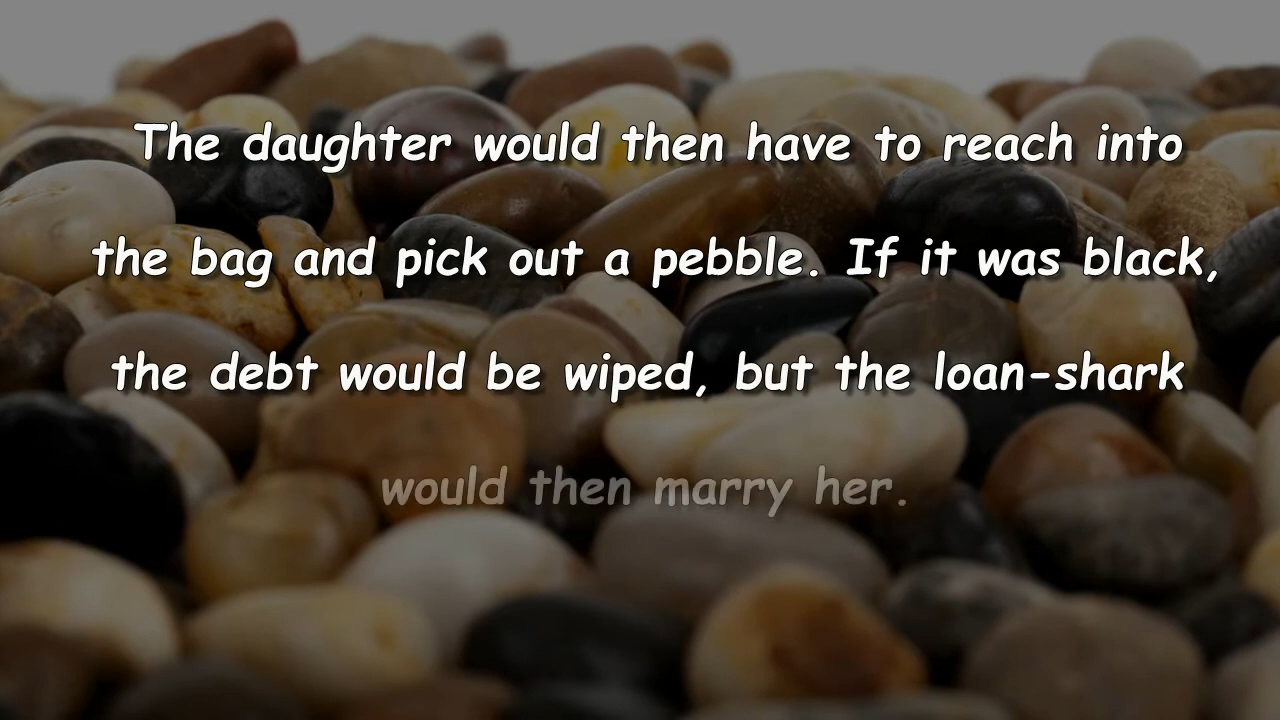 The daughter would then have to reach into
the bag and pick out a pebble. If it was black,
the debt would be wiped, but the loan-shark
would then marry her.